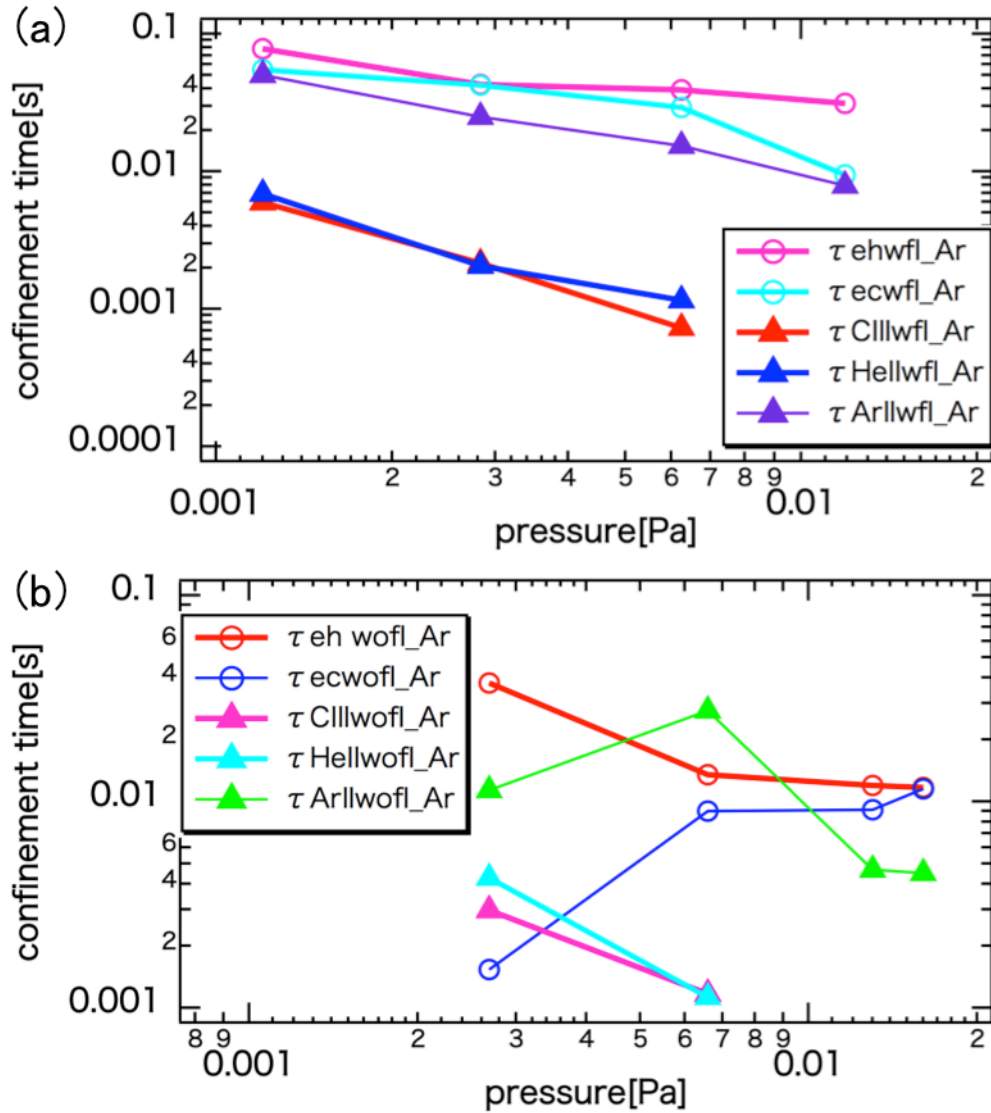 (a)
0.1
4
2
0.01
4
2
0.001
4
2
0.0001
confinement time[s]
τ ehwfl_Ar
τ ecwfl_Ar
τ CIIIwfl_Ar
τ HeIIwfl_Ar
τ ArIIwfl_Ar
0.001
2
3
4
5
6
7
8
9
0.01
2
pressure[Pa]
(b)
0.1
6
4
2
0.01
6
4
2
0.001
confinement time[s]
τ eh wofl_Ar
τ ecwofl_Ar
τ CIIIwofl_Ar
τ HeIIwofl_Ar
τ ArIIwofl_Ar
8
9
0.001
2
3
4
5
6
7
8
9
0.01
2
pressure[Pa]